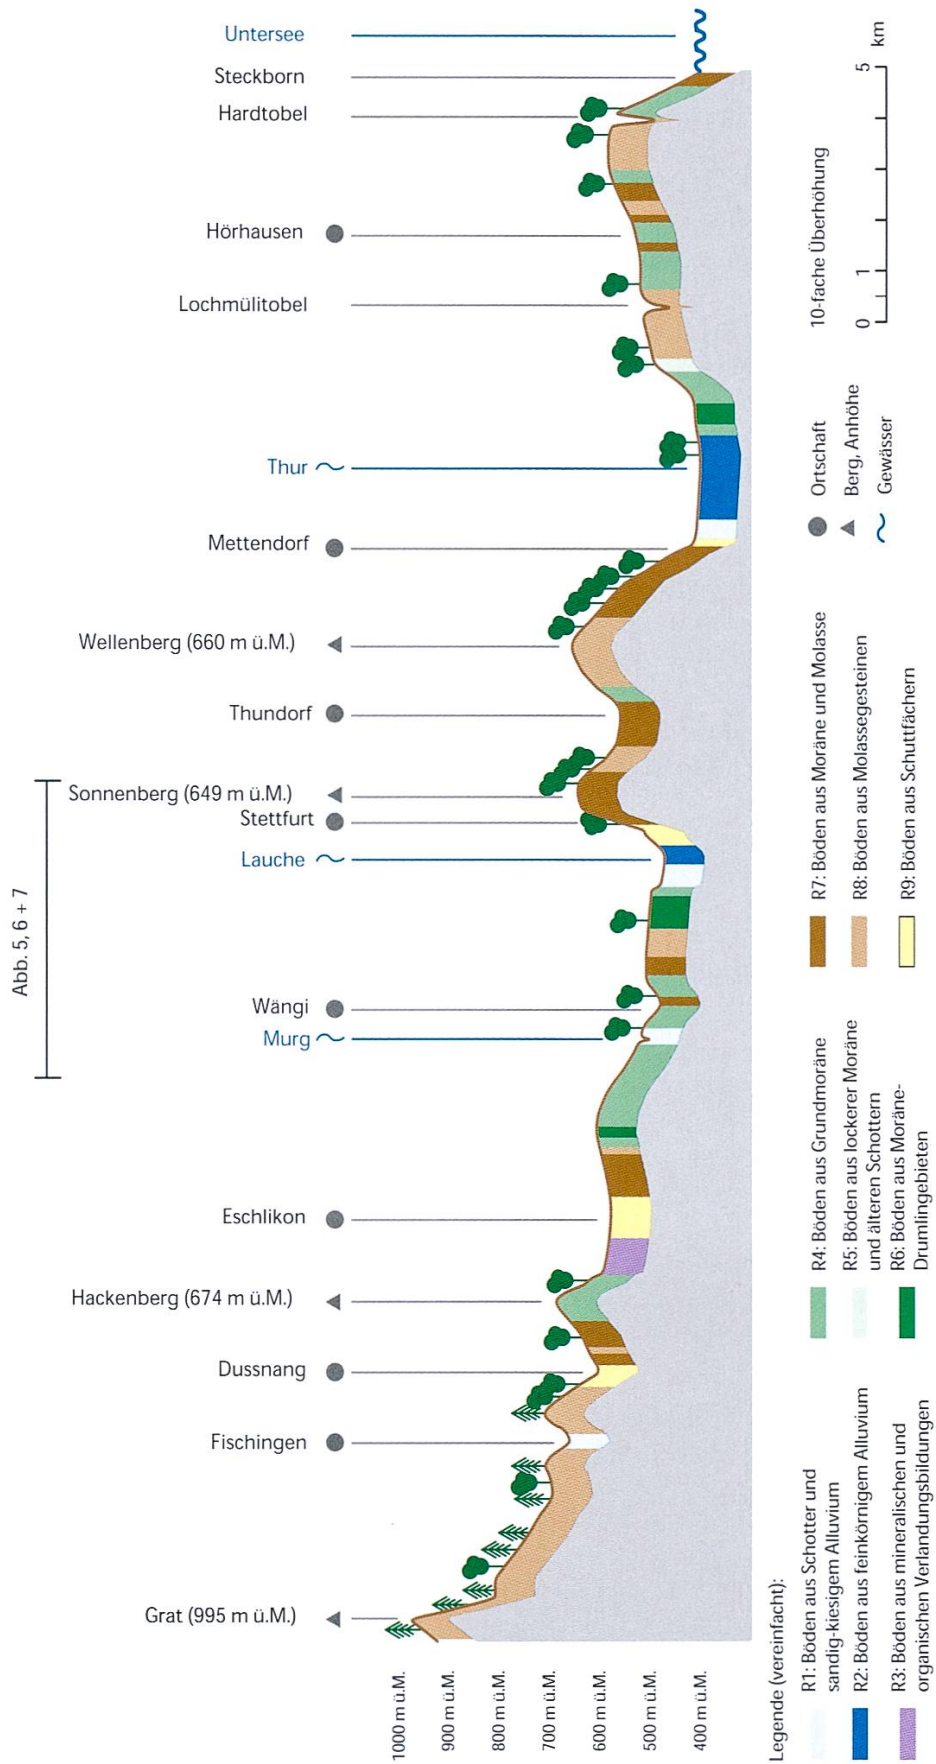 Abb. 5, 6 + 7
Grat (995 m ü.M.)
Fischingen
Dussnang
Hackenberg (674 m ü.M.)
Eschlikon
Murg
Wängi
Lauche
Stettfurt
Sonnenberg (649 m ü.M.)
Thundorf
Wellenberg (660 m ü.M.)
Mettendorf
Thur
Lochmülitobel
Hörhausen
Hardtobel
Steckborn
Untersee
1000 m ü.M.
900 m ü.M.
800 m ü.M.
700 m ü.M.
600 m ü.M.
500 m ü.M.
400 m ü.M.
Legende (vereinfacht):
R1: Böden aus Schotter und
sandig-kiesigem Alluvium
R2: Böden aus feinkörnigem Alluvium
R3: Böden aus mineralischen und
organischen Verlandungsbildungen
R4: Böden aus Grundmoräne
R5: Böden aus lockerer Moräne
und älteren Schottern
R6: Böden aus Moräne-
Drumlingebieten
R7: Böden aus Moräne und Molasse
R8: Böden aus Molassegesteinen
R9: Böden aus Schuttfächern
Ortschaft
Berg, Anhöhe
Gewässer
10-fache Überhöhung
0 1 5 km